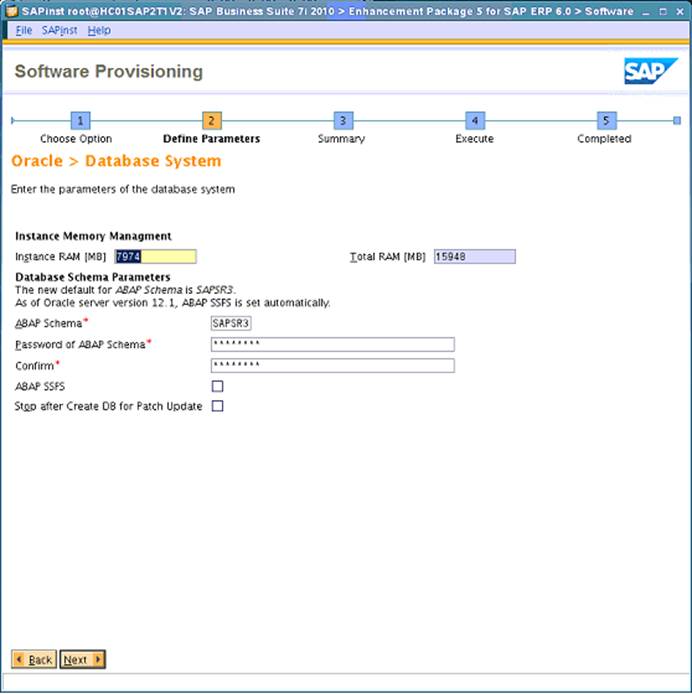 SAPinst root@HC01SAP2T1V2: SAP Business Suite 7i 2010 > Enhancement Package 5 for SAP ERP 6.0 > Software
File SAPinst Help
Software Provisioning
SAP
1 2 3 4 5
Choose Option Define Parameters Summary Execute Completed
Oracle > Database System
Enter the parameters of the database system
Instance Memory Managment
Instance RAM [MB] 7974 Total RAM [MB] 15948
Database Schema Parameters
The new default for ABAP Schema is SAPSR3.
As of Oracle server version 12.1, ABAP SSFS is set automatically.
ABAP Schema* SAPSR3
Password of ABAP Schema* ********
Confirm* ********
ABAP SSFS
Stop after Create DB for Patch Update
Back Next